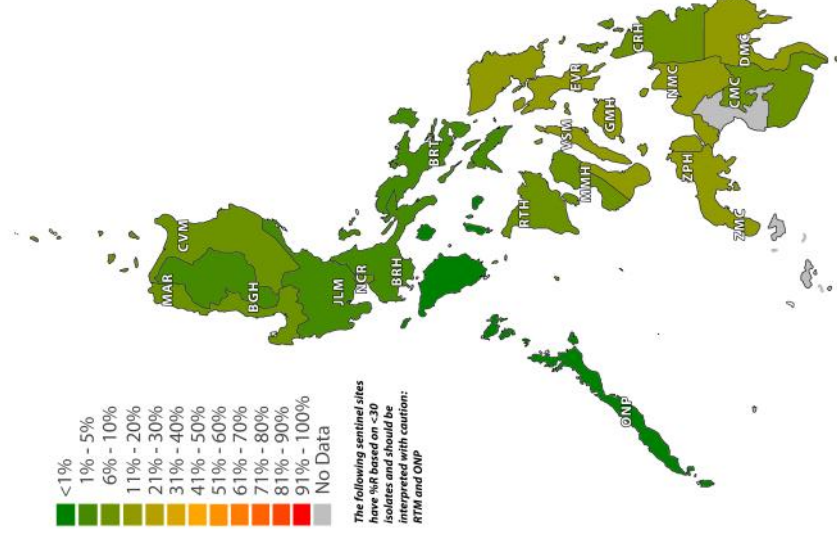 <1%
1% - 5%
6% - 10%
11% - 20%
21% - 30%
31% - 40%
41% - 50%
51% - 60%
61% - 70%
71% - 80%
81% - 90%
91% - 100%
No Data
The following sentinel sites
have %R based on <30
isolates and should be
interpreted with caution:
RTM and ONP
MAR
CVM
BGH
JLM
NCR
BRH
BRT
ONP
RTH
MMH
VSM
EVR
GMH
CRH
ZMC
ZPH
NMC
CMC
DMC